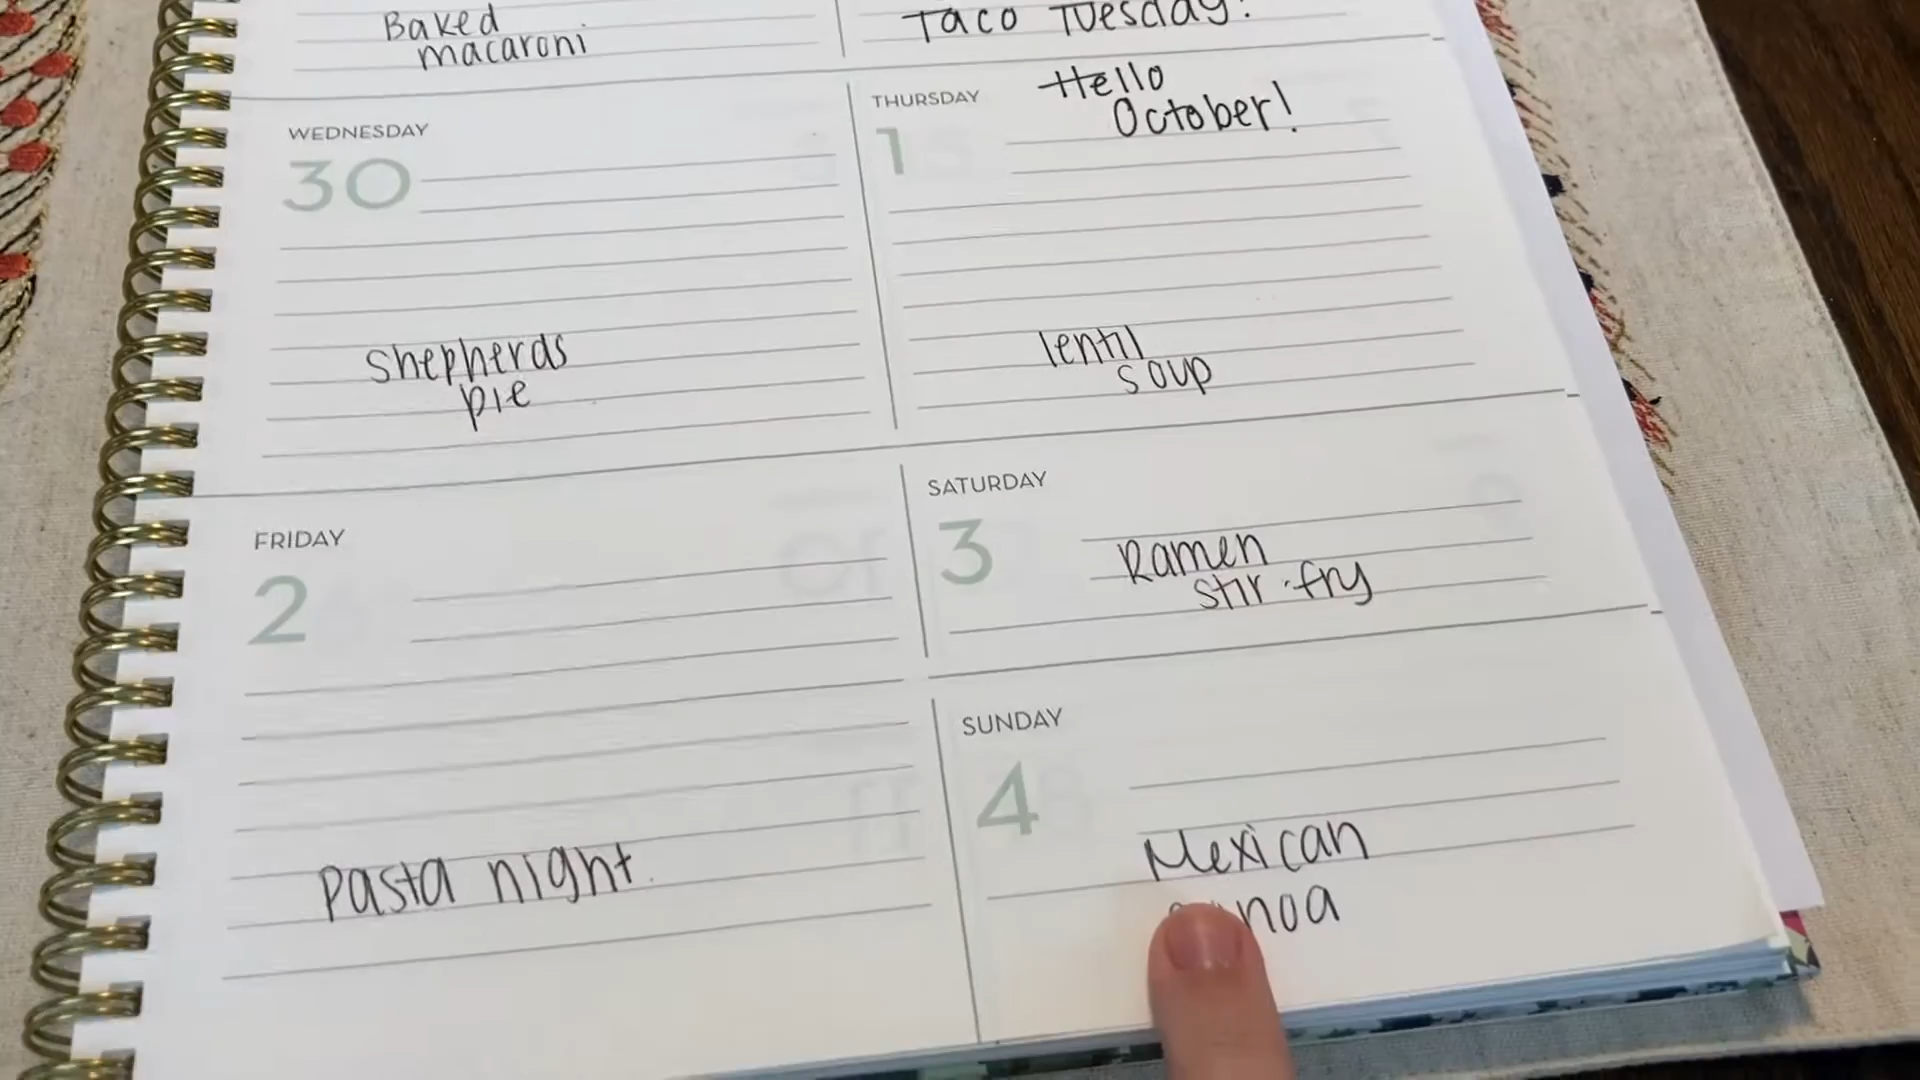 Baked
macaroni
Taco Tuesday!
WEDNESDAY
30
shepherds
pie
THURSDAY
1
Hello
October!
lentil
soup
FRIDAY
2
Pasta night
SATURDAY
3
Ramen
stir-fry
SUNDAY
4
Mexican